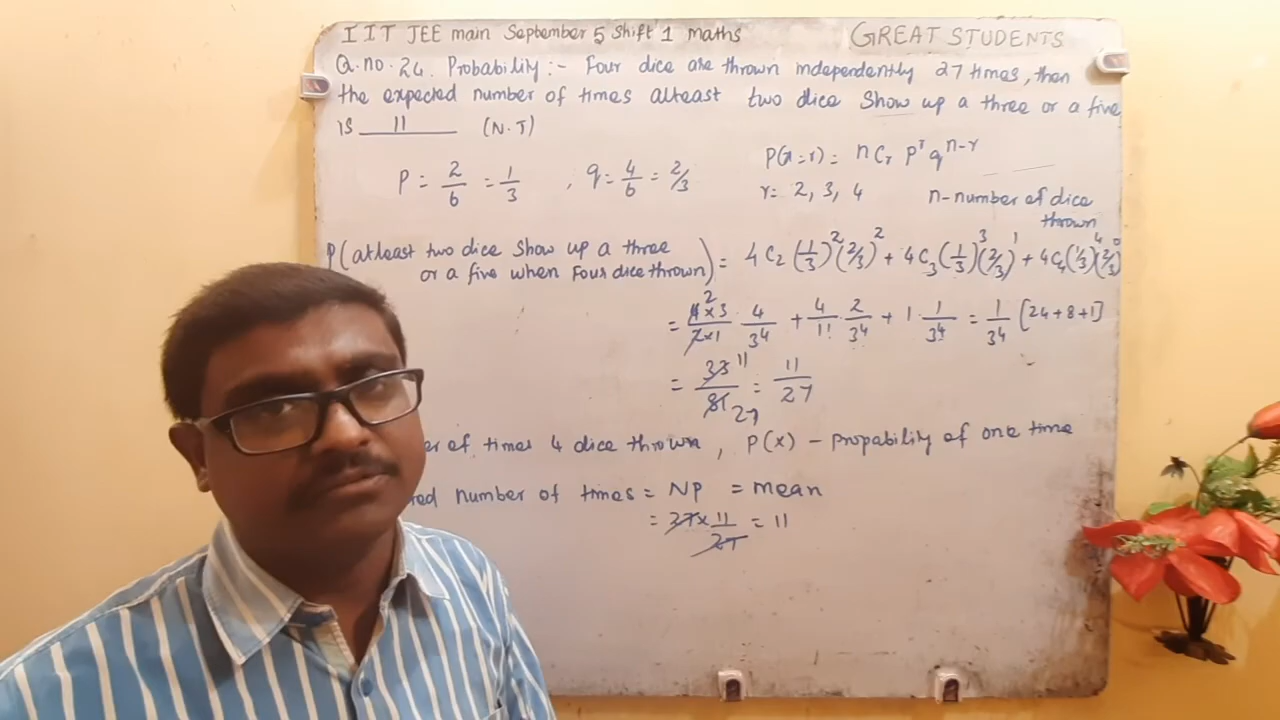 IIT JEE main September 5 Shift 1 maths GREAT STUDENTS
Q.no.24. Probability:- Four dice are thrown independently 27 times, then
the expected number of times atleast two dice show up a three or a five
is 11 (N.T)
P = 2/6 = 1/3 , q = 4/6 = 2/3
P(x=r) = nCr p^r q^n-r
r = 2, 3, 4
n-number of dice
thrown
P(atleast two dice show up a three
or a five when Four dice thrown) = 4C2 (1/3)^2 (2/3)^2 + 4C3 (1/3)^3 (2/3)^1 + 4C4 (1/3)^4 (2/3)^0
= 4×3/2×1 · 4/3^4 + 4/1! · 2/3^4 + 1 · 1/3^4 = 1/3^4 [24+8+1]
= 33/81 = 11/27
of times 4 dice thrown, P(x) - propability of one time
number of times = NP = mean
= 27 × 11/27 = 11